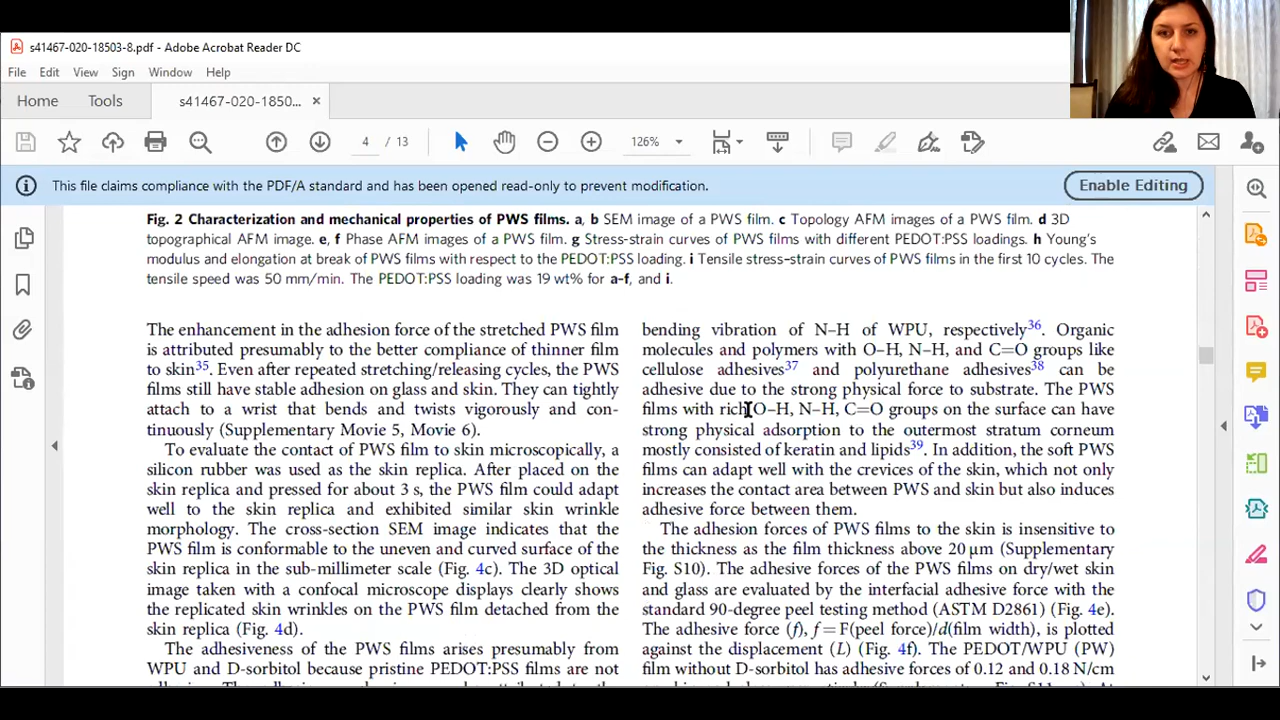 s41467-020-18503-8.pdf - Adobe Acrobat Reader DC
File Edit View Sign Window Help
Home Tools s41467-020-1850... ×
4 / 13 126%
This file claims compliance with the PDF/A standard and has been opened read-only to prevent modification. Enable Editing
Fig. 2 Characterization and mechanical properties of PWS films. a, b SEM image of a PWS film. c Topology AFM images of a PWS film. d 3D
topographical AFM image. e, f Phase AFM images of a PWS film. g Stress-strain curves of PWS films with different PEDOT:PSS loadings. h Young's
modulus and elongation at break of PWS films with respect to the PEDOT:PSS loading. i Tensile stress–strain curves of PWS films in the first 10 cycles. The
tensile speed was 50 mm/min. The PEDOT:PSS loading was 19 wt% for a-f, and i.
The enhancement in the adhesion force of the stretched PWS film
is attributed presumably to the better compliance of thinner film
to skin35. Even after repeated stretching/releasing cycles, the PWS
films still have stable adhesion on glass and skin. They can tightly
attach to a wrist that bends and twists vigorously and con-
tinuously (Supplementary Movie 5, Movie 6).
To evaluate the contact of PWS film to skin microscopically, a
silicon rubber was used as the skin replica. After placed on the
skin replica and pressed for about 3 s, the PWS film could adapt
well to the skin replica and exhibited similar skin wrinkle
morphology. The cross-section SEM image indicates that the
PWS film is conformable to the uneven and curved surface of the
skin replica in the sub-millimeter scale (Fig. 4c). The 3D optical
image taken with a confocal microscope displays clearly shows
the replicated skin wrinkles on the PWS film detached from the
skin replica (Fig. 4d).
The adhesiveness of the PWS films arises presumably from
WPU and D-sorbitol because pristine PEDOT:PSS films are not
bending vibration of N–H of WPU, respectively36. Organic
molecules and polymers with O–H, N–H, and C=O groups like
cellulose adhesives37 and polyurethane adhesives38 can be
adhesive due to the strong physical force to substrate. The PWS
films with rich O–H, N–H, C=O groups on the surface can have
strong physical adsorption to the outermost stratum corneum
mostly consisted of keratin and lipids39. In addition, the soft PWS
films can adapt well with the crevices of the skin, which not only
increases the contact area between PWS and skin but also induces
adhesive force between them.
The adhesion forces of PWS films to the skin is insensitive to
the thickness as the film thickness above 20 μm (Supplementary
Fig. S10). The adhesive forces of the PWS films on dry/wet skin
and glass are evaluated by the interfacial adhesive force with the
standard 90-degree peel testing method (ASTM D2861) (Fig. 4e).
The adhesive force (f), f = F(peel force)/d(film width), is plotted
against the displacement (L) (Fig. 4f). The PEDOT/WPU (PW)
film without D-sorbitol has adhesive forces of 0.12 and 0.18 N/cm